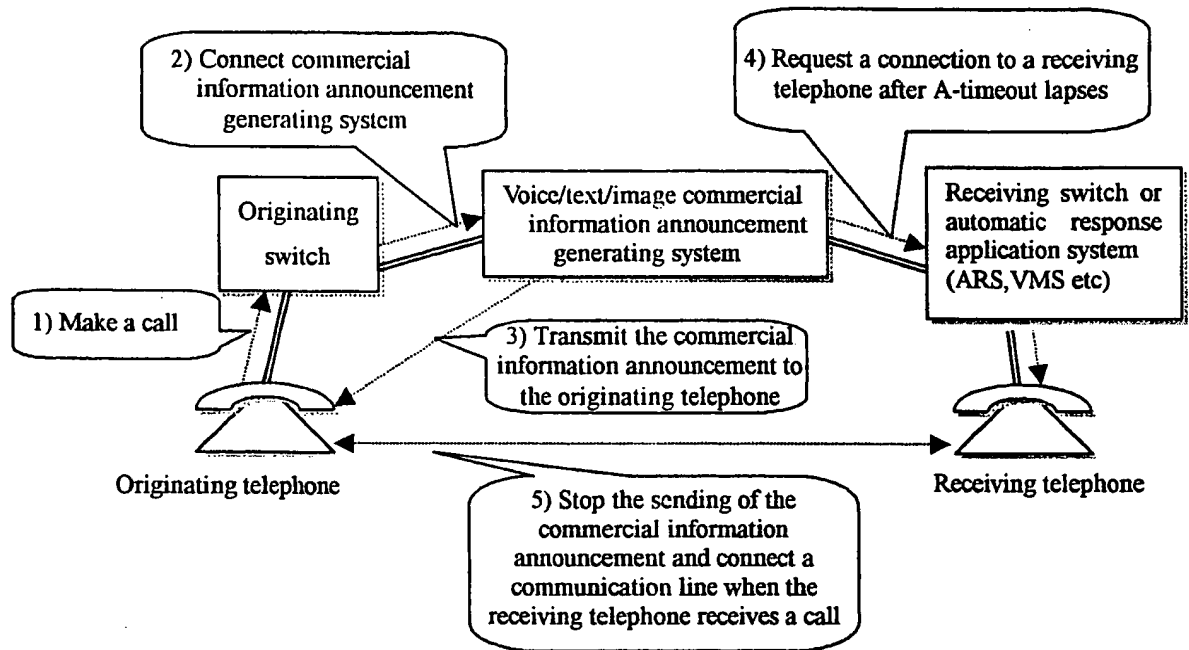 2) Connect commercial
information announcement
generating system
4) Request a connection to a receiving
telephone after A-timeout lapses
Originating
switch
Voice/text/image commercial
information announcement
generating system
Receiving switch or
automatic response
application system
(ARS,VMS etc)
1) Make a call
3) Transmit the commercial
information announcement to
the originating telephone
Originating telephone
Receiving telephone
5) Stop the sending of the
commercial information
announcement and connect a
communication line when the
receiving telephone receives a call